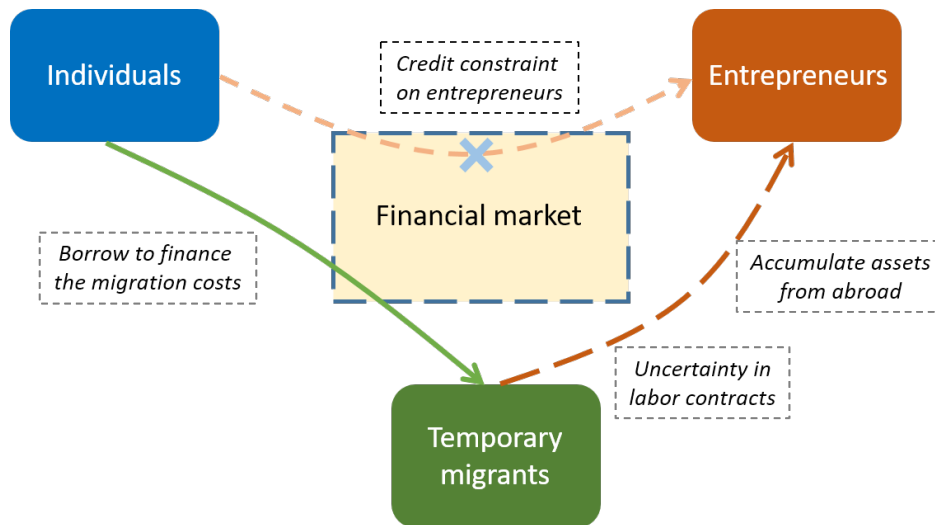 Individuals
Credit constraint
on entrepreneurs
Entrepreneurs
Financial market
Borrow to finance
the migration costs
Accumulate assets
from abroad
Uncertainty in
labor contracts
Temporary
migrants